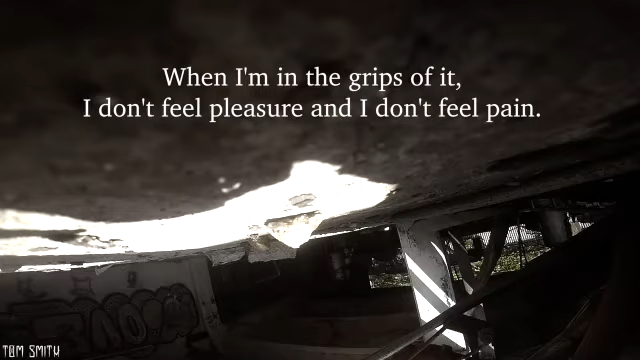 When I'm in the grips of it,
I don't feel pleasure and I don't feel pain.
TOM SMITH